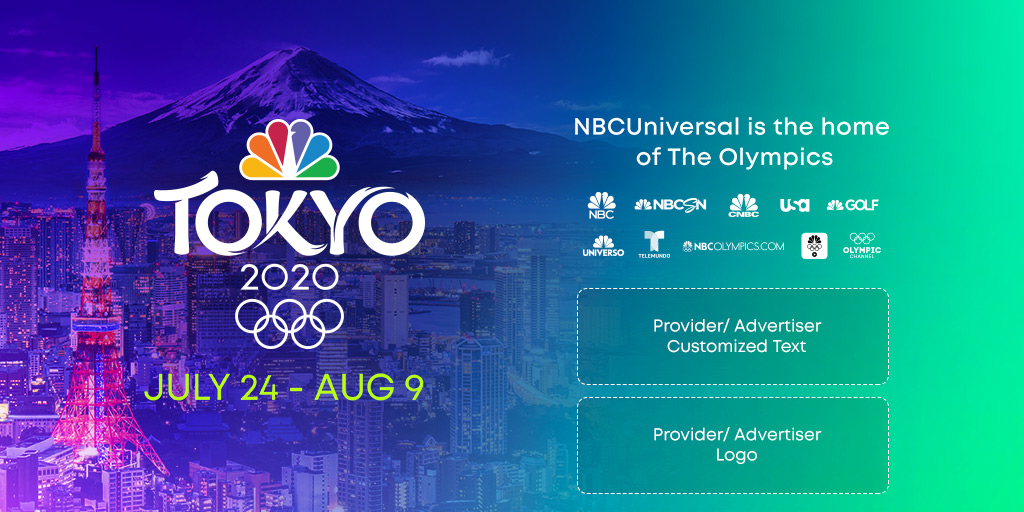 TOKYO
2020
JULY 24 - AUG 9
NBCUniversal is the home
of The Olympics
NBC
NBCSN
CNBC
usa
GOLF
UNIVERSO
TELEMUNDO
NBCOLYMPICS.COM
OLYMPIC
CHANNEL
Provider/ Advertiser
Customized Text
Provider/ Advertiser
Logo